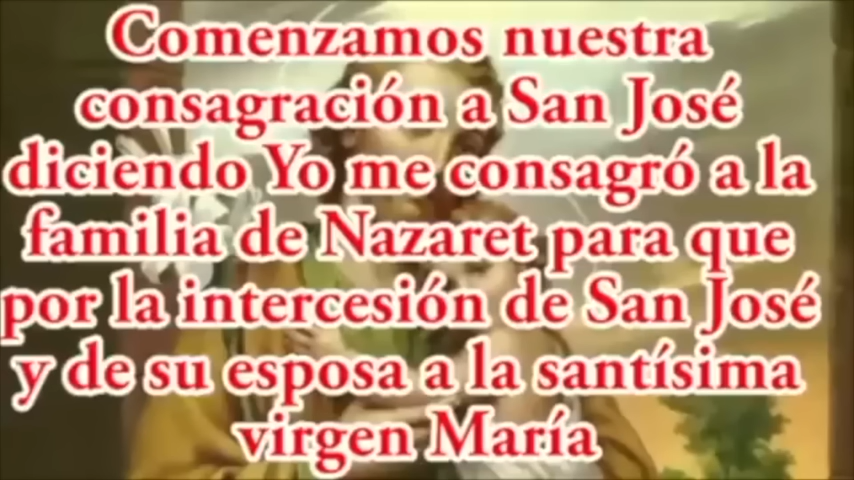 Comenzamos nuestra
consagración a San José
diciendo Yo me consagró a la
familia de Nazaret para que
por la intercesión de San José
y de su esposa a la santísima
virgen María